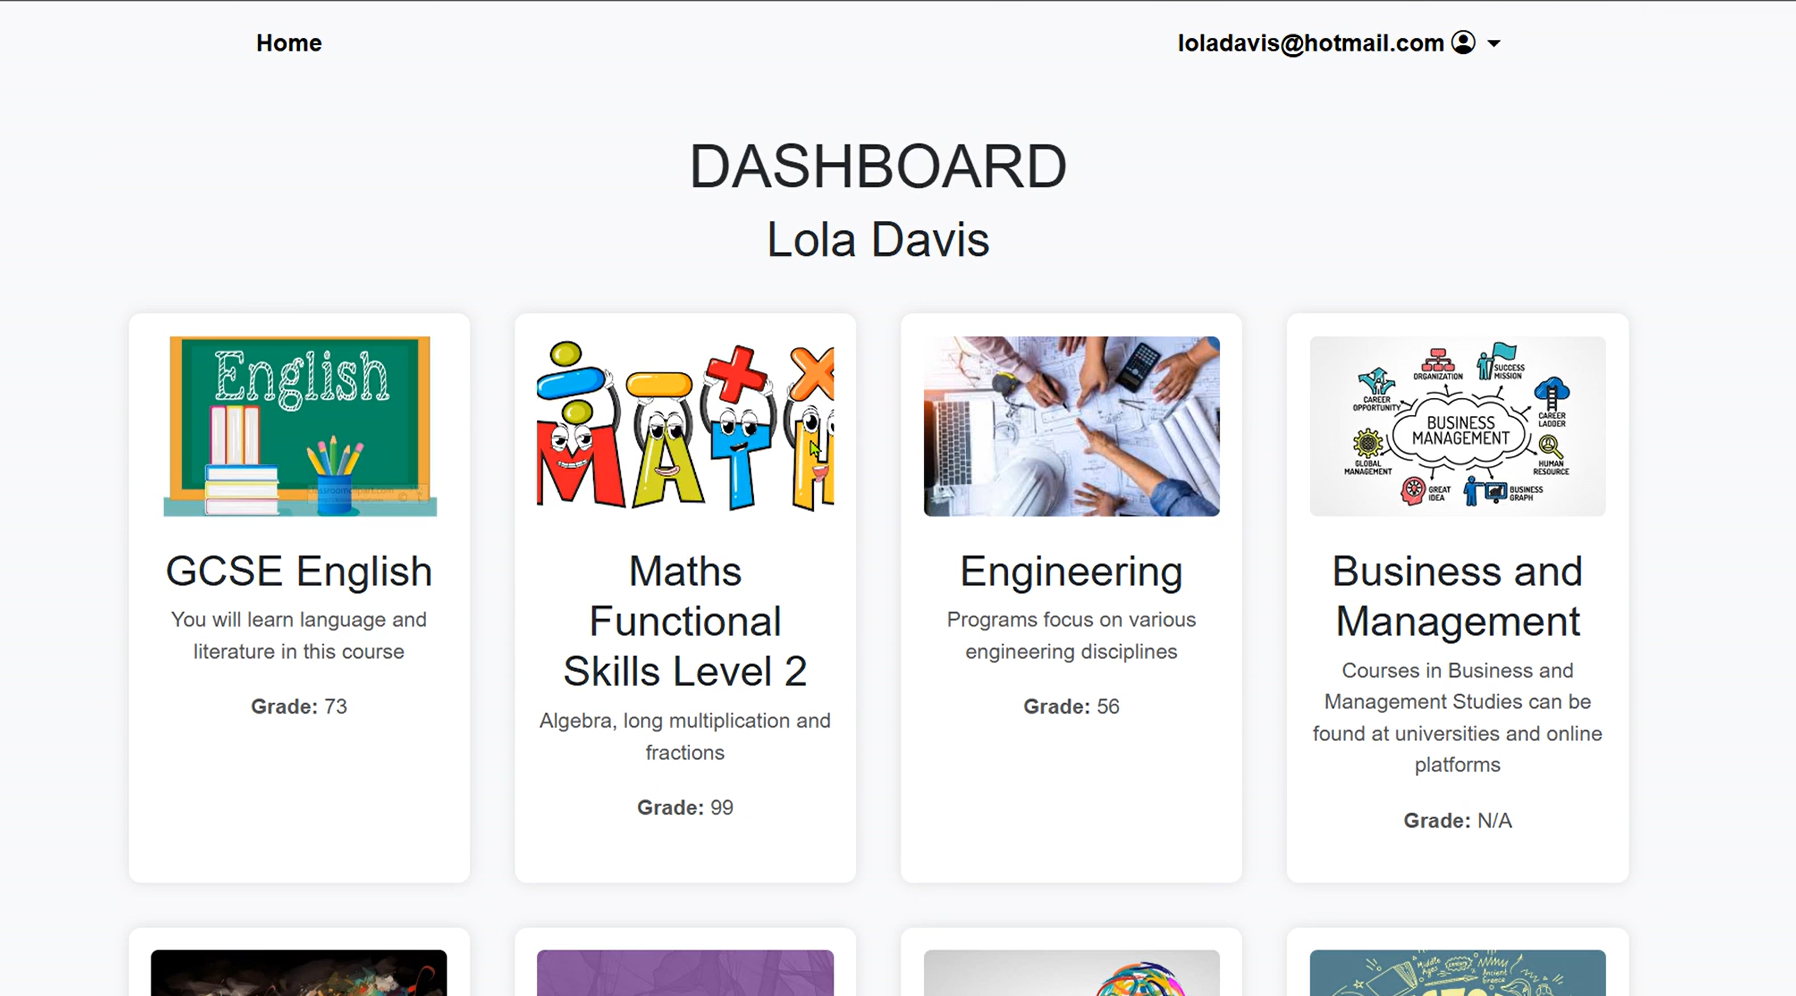 Home
loladavis@hotmail.com
DASHBOARD
Lola Davis
English
MATH
ORGANIZATION
SUCCESS
MISSION
CAREER
OPPORTUNITY
BUSINESS
MANAGEMENT
CAREER
LADDER
GLOBAL
MANAGEMENT
HUMAN
RESOURCE
GREAT
IDEA
BUSINESS
GRAPH
GCSE English
You will learn language and
literature in this course
Grade: 73
Maths
Functional
Skills Level 2
Algebra, long multiplication and
fractions
Grade: 99
Engineering
Programs focus on various
engineering disciplines
Grade: 56
Business and
Management
Courses in Business and
Management Studies can be
found at universities and online
platforms
Grade: N/A
Middle
Ages
Ancient
Greece